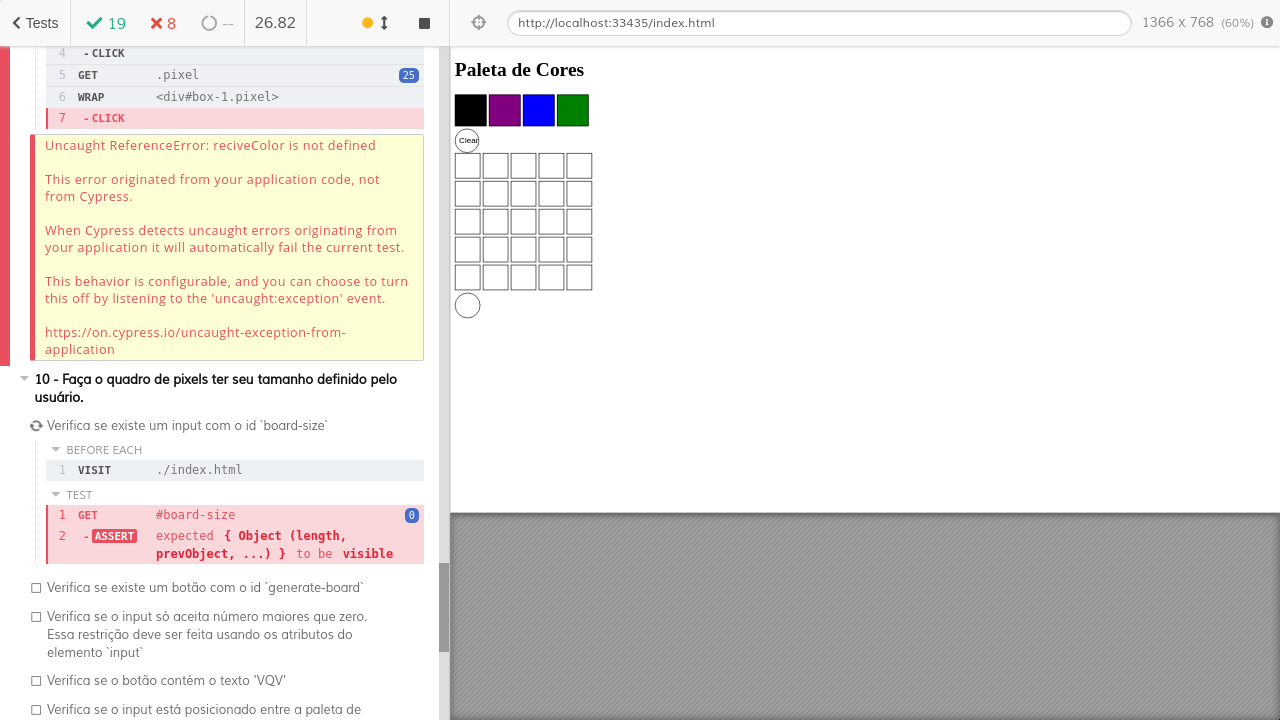 Tests 19 8 -- 26.82 http://localhost:33435/index.html 1366 x 768 (60%)
4 - CLICK
5 GET .pixel 25
6 WRAP <div#box-1.pixel>
7 - CLICK
Uncaught ReferenceError: reciveColor is not defined
This error originated from your application code, not
from Cypress.
When Cypress detects uncaught errors originating from
your application it will automatically fail the current test.
This behavior is configurable, and you can choose to turn
this off by listening to the 'uncaught:exception' event.
https://on.cypress.io/uncaught-exception-from-
application
10 - Faça o quadro de pixels ter seu tamanho definido pelo
usuário.
Verifica se existe um input com o id `board-size`
BEFORE EACH
1 VISIT ./index.html
TEST
1 GET #board-size 0
2 - ASSERT expected { Object (length,
prevObject, ...) } to be visible
Verifica se existe um botão com o id `generate-board`
Verifica se o input só aceita número maiores que zero.
Essa restrição deve ser feita usando os atributos do
elemento `input`
Verifica se o botão contém o texto 'VQV'
Verifica se o input está posicionado entre a paleta de
Paleta de Cores
Clear